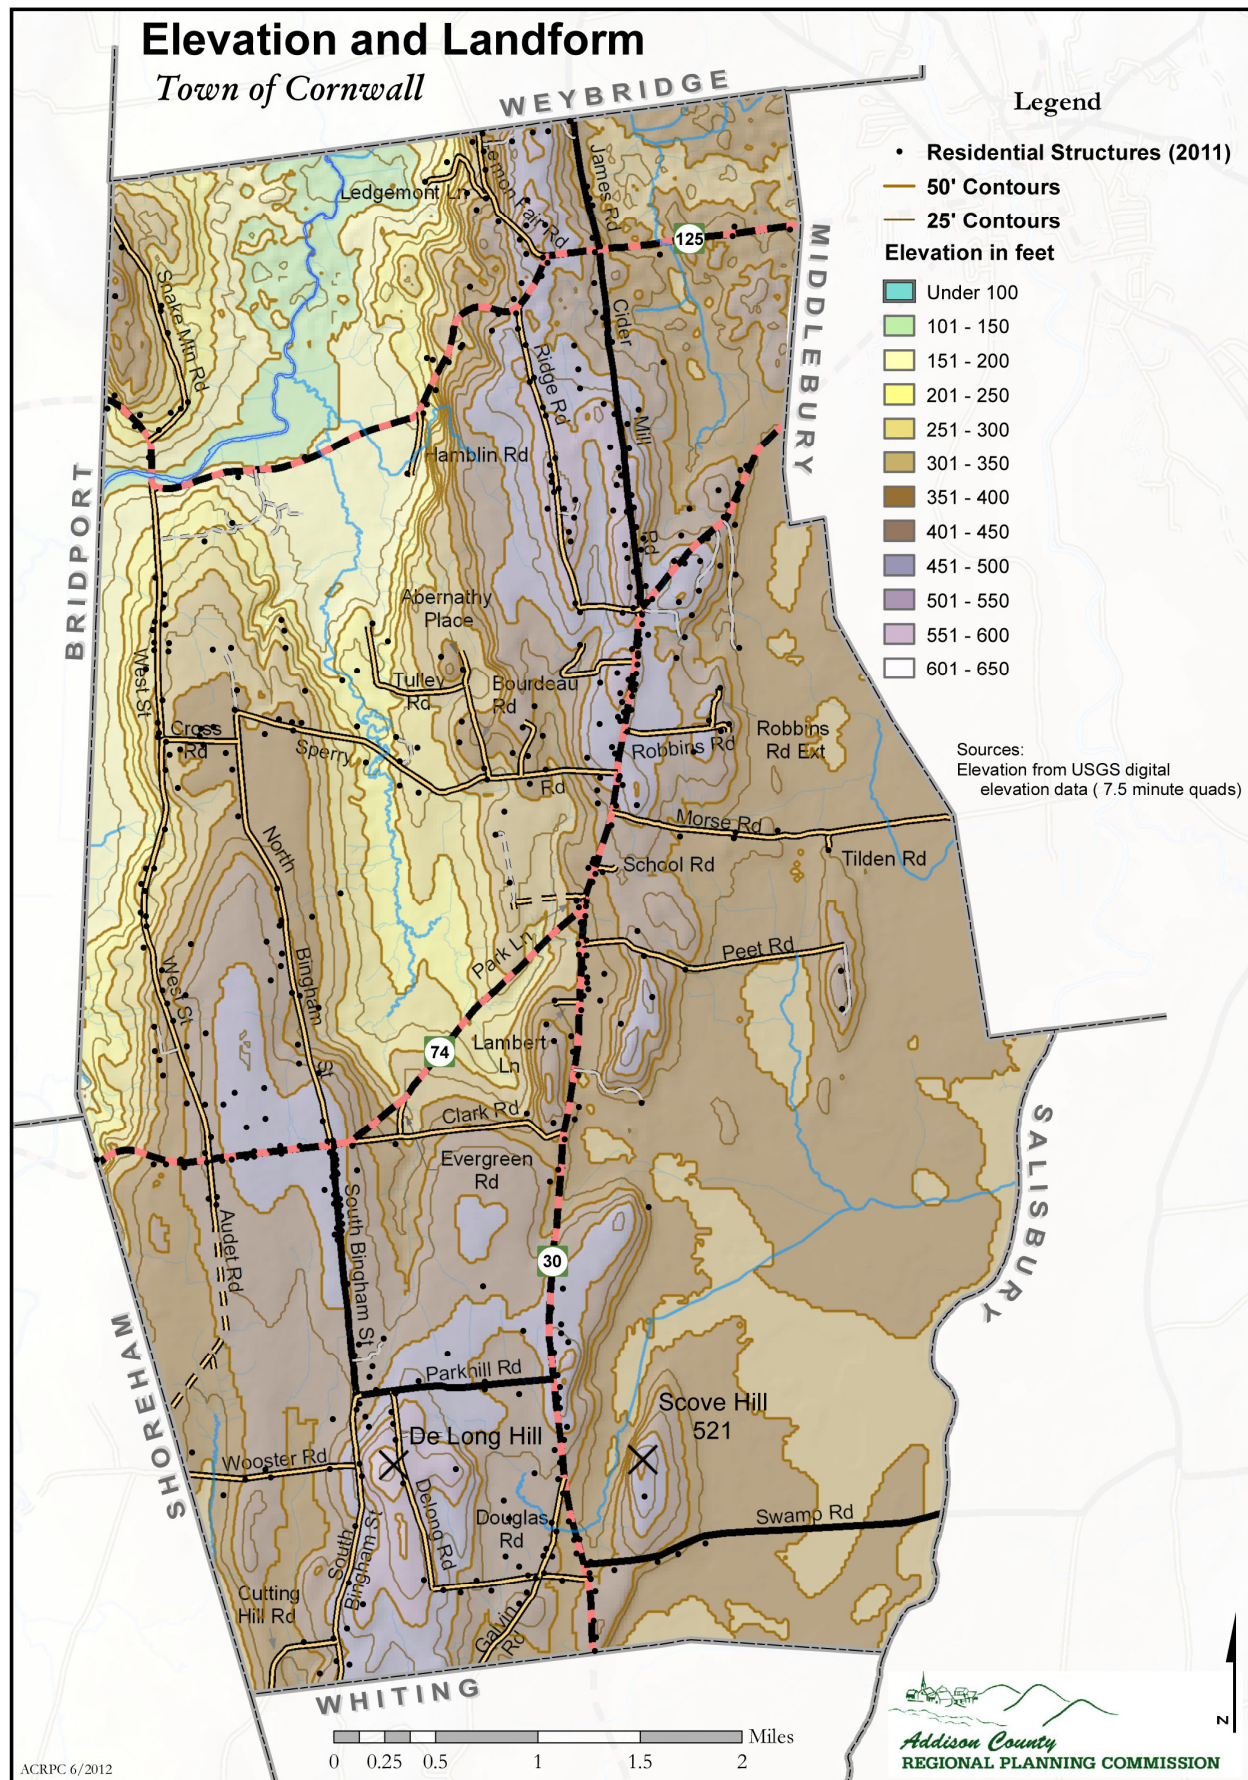 Elevation and Landform
Town of Cornwall
WEYBRIDGE
Legend
Residential Structures (2011)
50' Contours
25' Contours
Elevation in feet
Under 100
101 - 150
151 - 200
201 - 250
251 - 300
301 - 350
351 - 400
401 - 450
451 - 500
501 - 550
551 - 600
601 - 650
Sources:
Elevation from USGS digital
elevation data ( 7.5 minute quads)
MIDDLEBURY
BRIDPORT
SALISBURY
SHOREHAM
WHITING
Ledgemont Ln
Lemon Fair Rd
James Rd
125
Snake Mtn Rd
Cider
Mill
Rd
Ridge Rd
Hamblin Rd
Abernathy
Place
West St
Tulley
Rd
Bourdeau
Rd
Cross
Rd
Sperry
Rd
Robbins Rd
Robbins
Rd Ext
Morse Rd
Tilden Rd
School Rd
North
Bingham
St
Park Ln
Peet Rd
West St
74
Lambert
Ln
Clark Rd
Evergreen
Rd
Audet Rd
South Bingham St
30
Parkhill Rd
Scove Hill
521
De Long Hill
Wooster Rd
Delong Rd
Douglas
Rd
Swamp Rd
South
Bingham St
Cutting
Hill Rd
Galvin
Rd
Miles
0 0.25 0.5 1 1.5 2
ACRPC 6/2012
N
Addison County
REGIONAL PLANNING COMMISSION